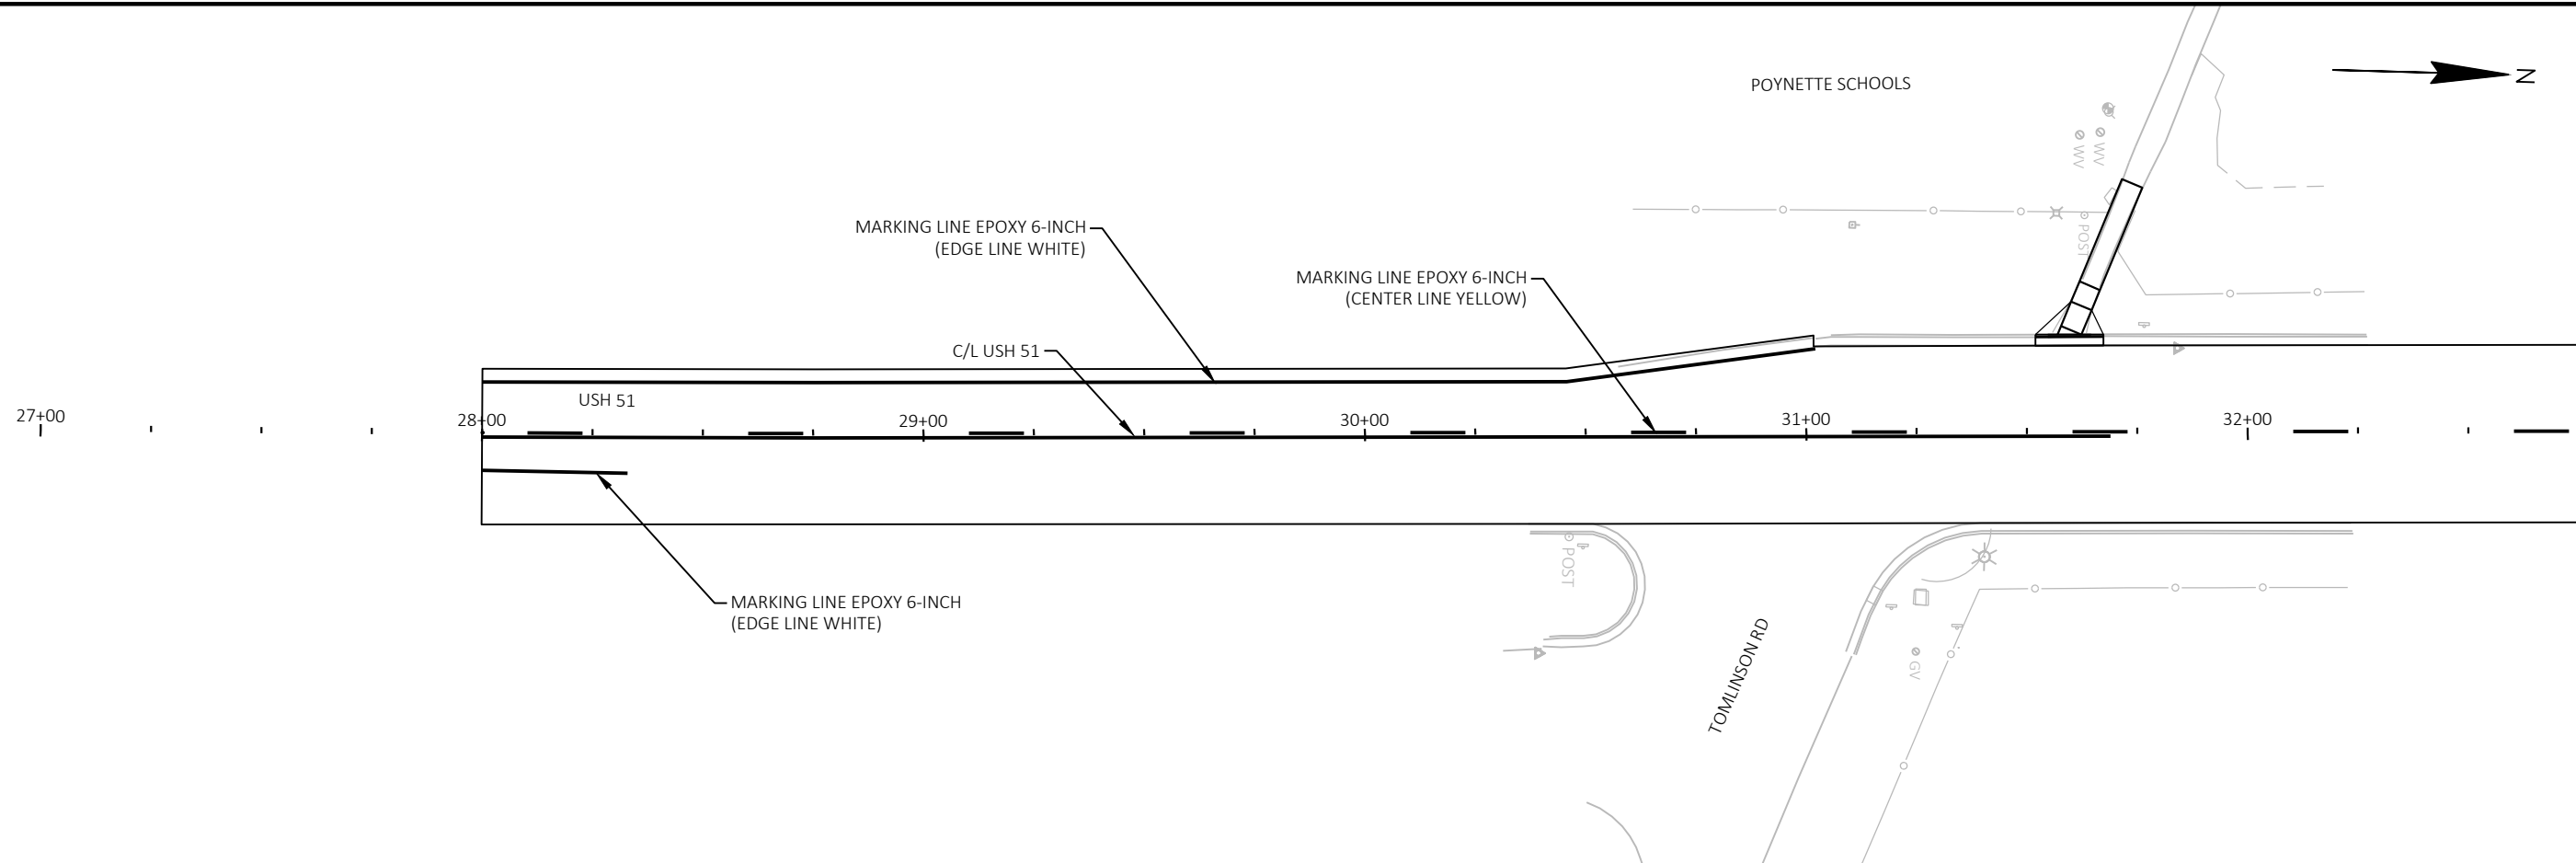 POYNETTE SCHOOLS
N
WV
WV
MARKING LINE EPOXY 6-INCH
(EDGE LINE WHITE)
POST
MARKING LINE EPOXY 6-INCH
(CENTER LINE YELLOW)
C/L USH 51
USH 51
27+00
28+00
29+00
30+00
31+00
32+00
POST
MARKING LINE EPOXY 6-INCH
(EDGE LINE WHITE)
TOMLINSON RD
GV